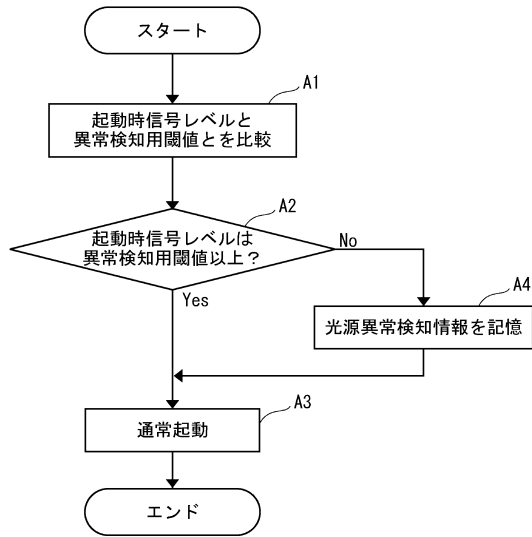 スタート
A1
起動時信号レベルと
異常検知用閾値とを比較
A2
起動時信号レベルは
異常検知用閾値以上？
No
Yes
A4
光源異常検知情報を記憶
A3
通常起動
エンド